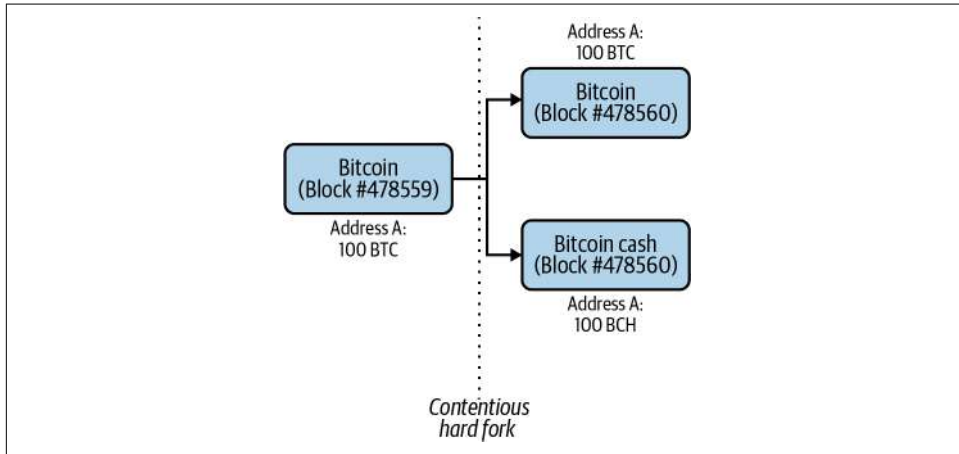 Address A:
100 BTC
Bitcoin
(Block #478560)
Bitcoin
(Block #478559)
Address A:
100 BTC
Bitcoin cash
(Block #478560)
Address A:
100 BCH
Contentious
hard fork